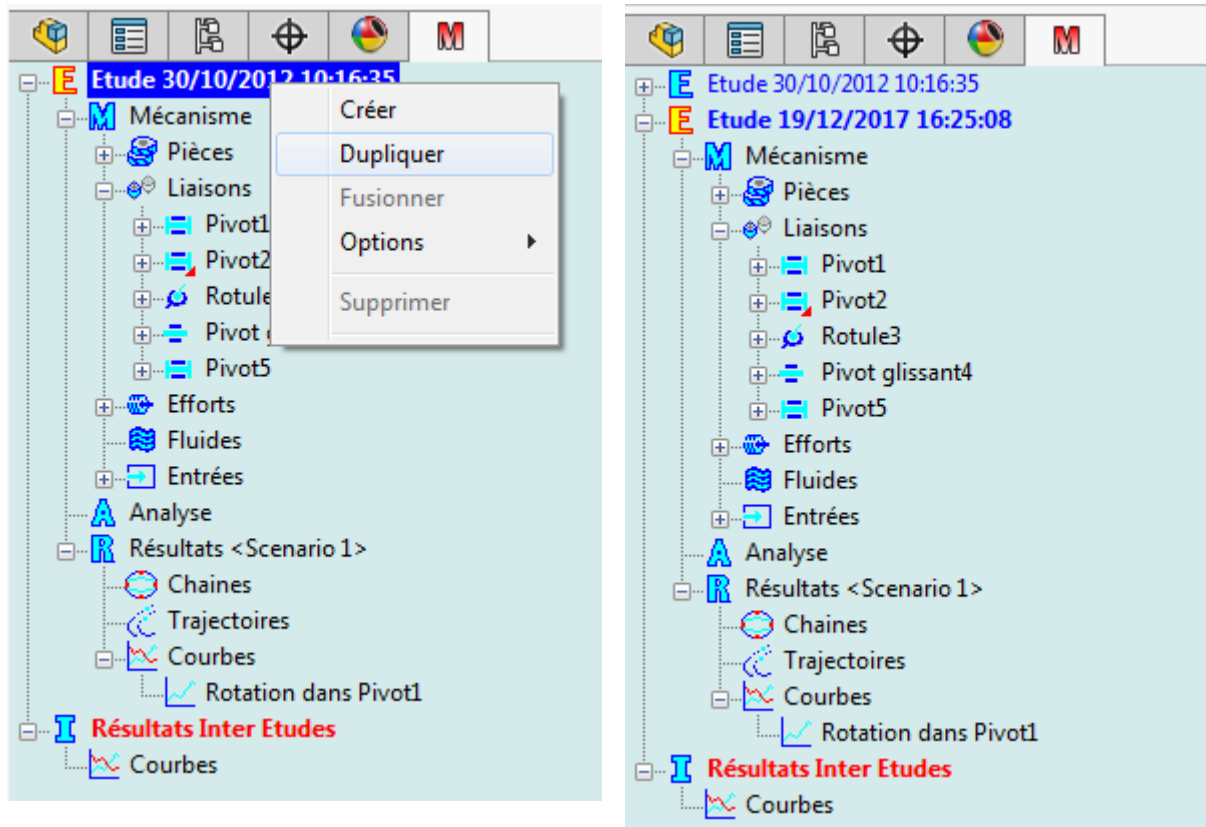 Etude 30/10/2012 10:16:35
Mécanisme
Pièces
Liaisons
Pivot1
Pivot2
Rotule
Pivot
Pivot5
Efforts
Fluides
Entrées
Analyse
Résultats <Scenario 1>
Chaines
Trajectoires
Courbes
Rotation dans Pivot1
Résultats Inter Etudes
Courbes
Créer
Dupliquer
Fusionner
Options
Supprimer
Etude 30/10/2012 10:16:35
Etude 19/12/2017 16:25:08
Mécanisme
Pièces
Liaisons
Pivot1
Pivot2
Rotule3
Pivot glissant4
Pivot5
Efforts
Fluides
Entrées
Analyse
Résultats <Scenario 1>
Chaines
Trajectoires
Courbes
Rotation dans Pivot1
Résultats Inter Etudes
Courbes